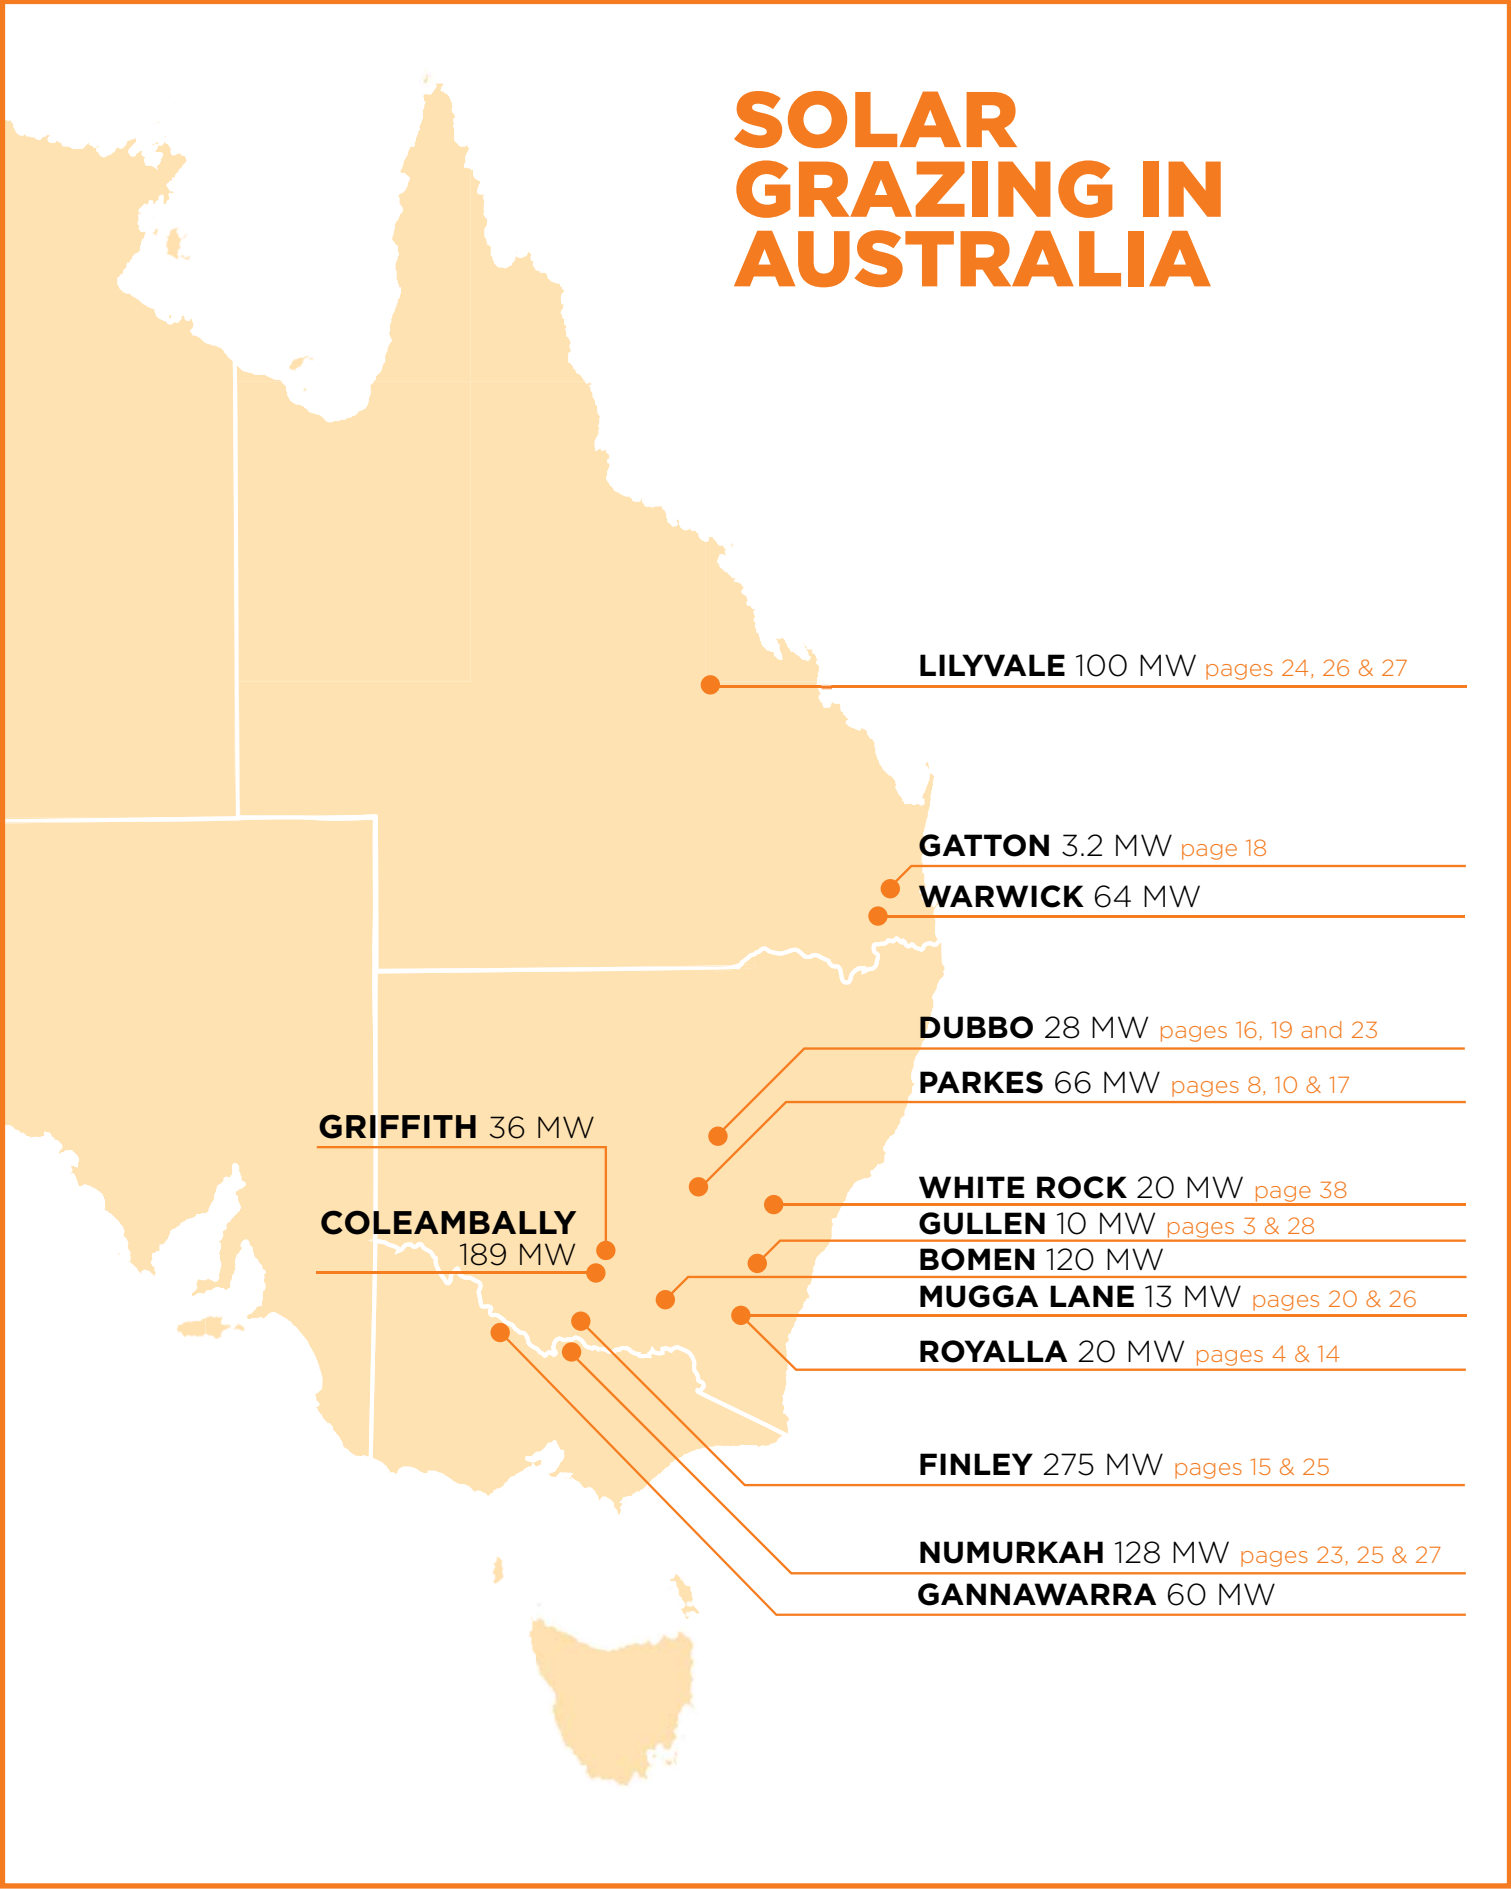 SOLAR
GRAZING IN
AUSTRALIA
LILYVALE 100 MW pages 24, 26 & 27
GATTON 3.2 MW page 18
WARWICK 64 MW
DUBBO 28 MW pages 16, 19 and 23
PARKES 66 MW pages 8, 10 & 17
GRIFFITH 36 MW
WHITE ROCK 20 MW page 38
COLEAMBALLY
189 MW
GULLEN 10 MW pages 3 & 28
BOMEN 120 MW
MUGGA LANE 13 MW pages 20 & 26
ROYALLA 20 MW pages 4 & 14
FINLEY 275 MW pages 15 & 25
NUMURKAH 128 MW pages 23, 25 & 27
GANNAWARRA 60 MW